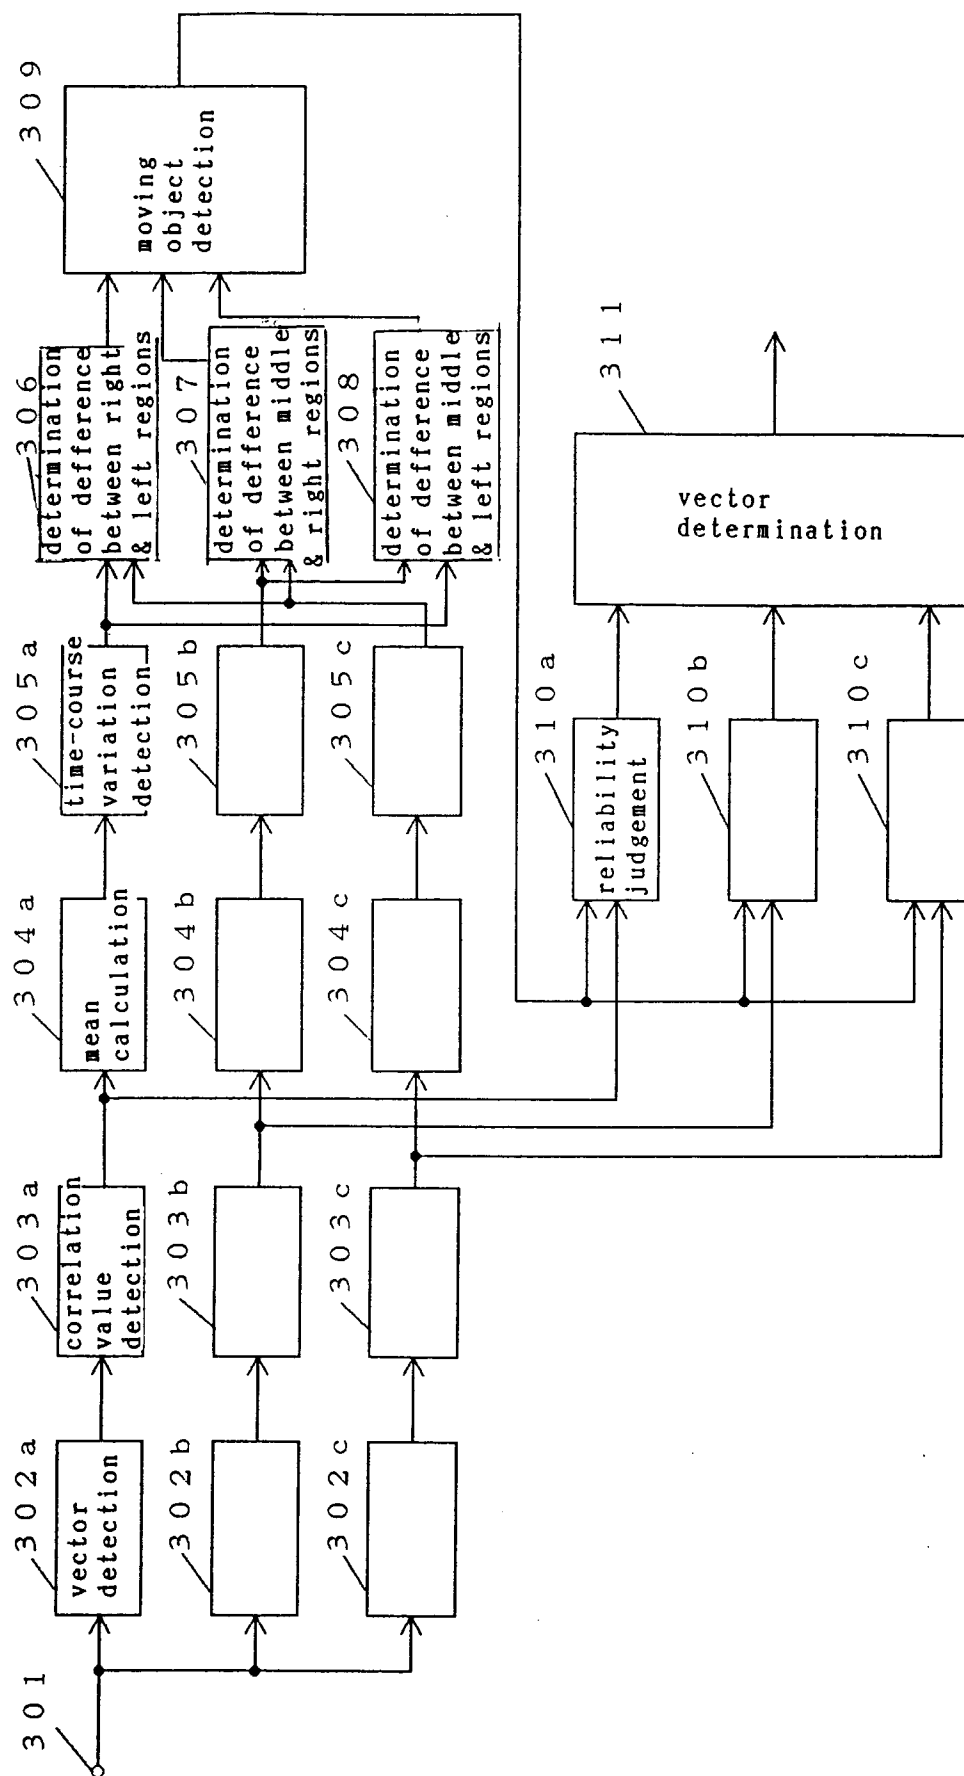 301
302a
vector
detection
302b
302c
303a
correlation
value
detection
303b
303c
304a
mean
calculation
304b
304c
305a
time-course
variation
detection
305b
305c
306
determination
of defference
between right
& left regions
307
determination
of defference
between middle
& right regions
308
determination
of defference
between middle
& left regions
309
moving
object
detection
310a
reliability
judgement
310b
310c
311
vector
determination